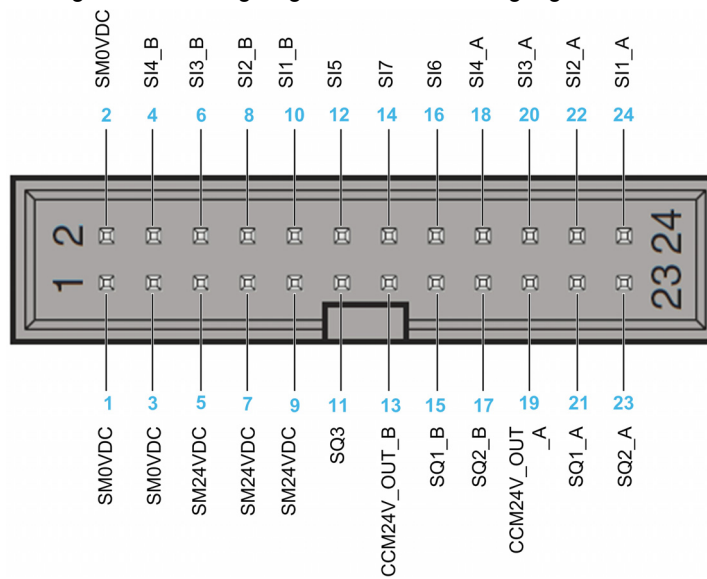 SM0VDC
SI4_B
SI3_B
SI2_B
SI1_B
SI5
SI7
SI6
SI4_A
SI3_A
SI2_A
SI1_A
2 4 6 8 10 12 14 16 18 20 22 24
2 24
1 23
1 3 5 7 9 11 13 15 17 19 21 23
SM0VDC
SM0VDC
SM24VDC
SM24VDC
SM24VDC
SQ3
CCM24V_OUT_B
SQ1_B
SQ2_B
CCM24V_OUT
_A
SQ1_A
SQ2_A